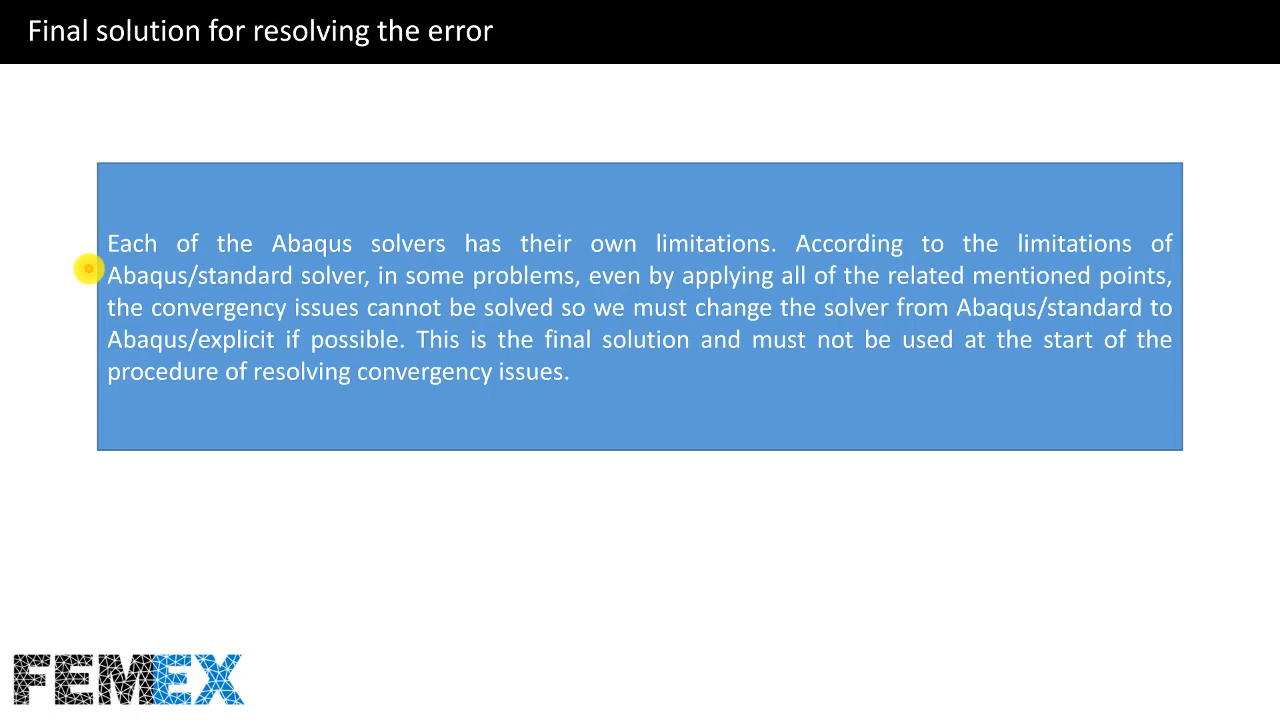 Final solution for resolving the error
Each of the Abaqus solvers has their own limitations. According to the limitations of
Abaqus/standard solver, in some problems, even by applying all of the related mentioned points,
the convergency issues cannot be solved so we must change the solver from Abaqus/standard to
Abaqus/explicit if possible. This is the final solution and must not be used at the start of the
procedure of resolving convergency issues.
FEMEX